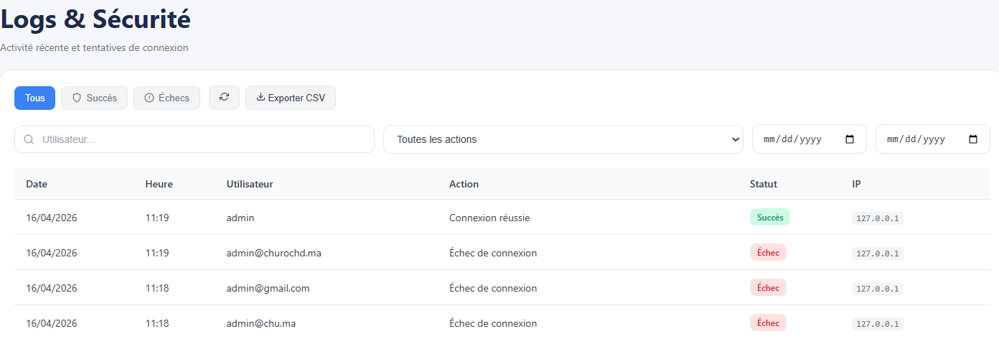 Logs & Sécurité
Activité récente et tentatives de connexion
Tous Succès Échecs Exporter CSV
Utilisateur... Toutes les actions mm/dd/yyyy mm/dd/yyyy
Date Heure Utilisateur Action Statut IP
16/04/2026 11:19 admin Connexion réussie Succès 127.0.0.1
16/04/2026 11:19 admin@churochd.ma Échec de connexion Échec 127.0.0.1
16/04/2026 11:18 admin@gmail.com Échec de connexion Échec 127.0.0.1
16/04/2026 11:18 admin@chu.ma Échec de connexion Échec 127.0.0.1